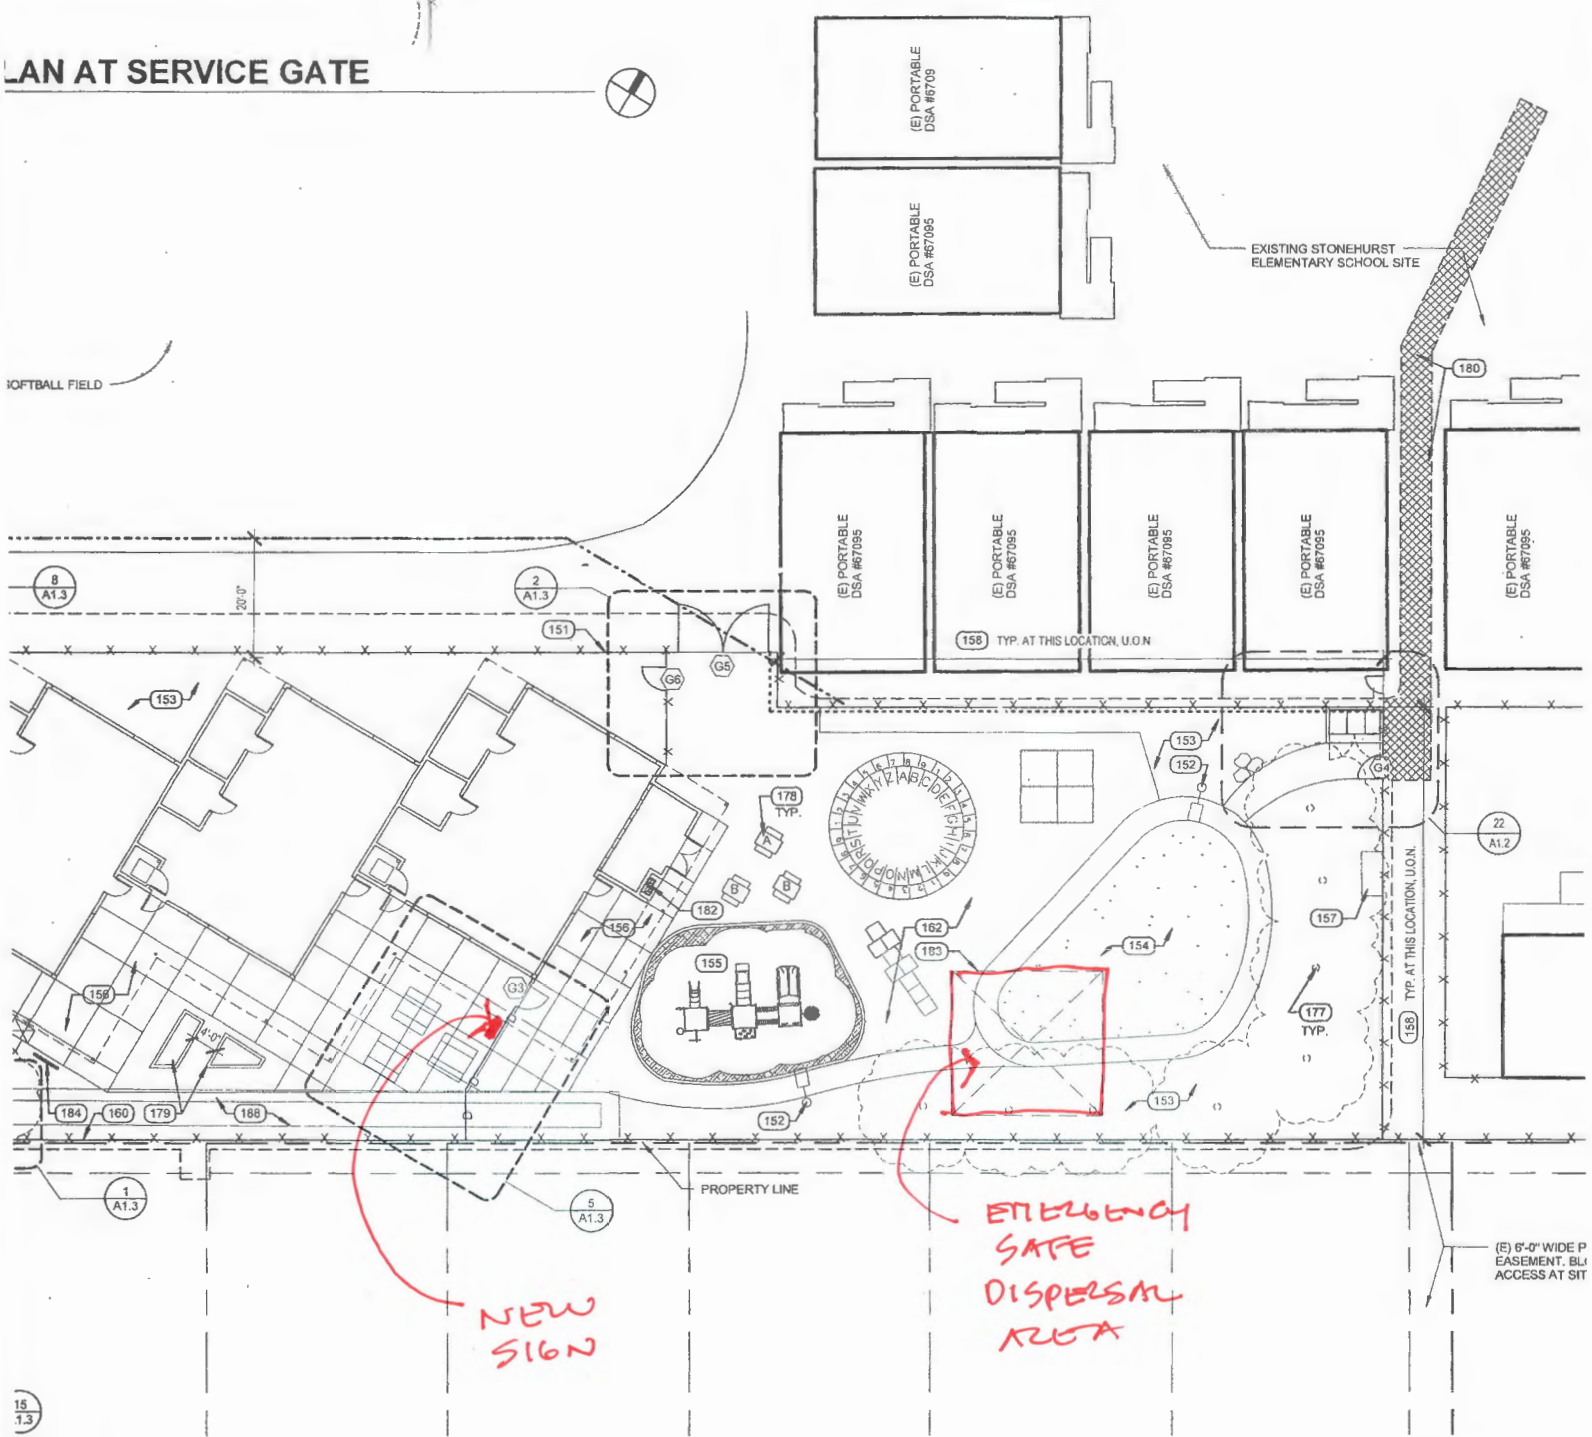 LAN AT SERVICE GATE
(E) PORTABLE
DSA #6709
(E) PORTABLE
DSA #67095
EXISTING STONEHURST
ELEMENTARY SCHOOL SITE
SOFTBALL FIELD
180
(E) PORTABLE
DSA #67095
(E) PORTABLE
DSA #67095
(E) PORTABLE
DSA #67095
(E) PORTABLE
DSA #67095
(E) PORTABLE
DSA #67095
8
A1.3
20'-0"
2
A1.3
151
158 TYP. AT THIS LOCATION, U.O.N
G6
G5
153
153
152
G4
178
TYP.
A
B
B
22
A1.2
182
156
162
183
154
157
155
158 TYP. AT THIS LOCATION, U.O.N.
156
G3
177
TYP.
4'-0"
184
160
179
188
152
153
1
A1.3
5
A1.3
PROPERTY LINE
EMERGENCY
SAFE
DISPERSAL
AREA
NEW
SIGN
(E) 6'-0" WIDE P
EASEMENT. BL
ACCESS AT SIT
15
1.3